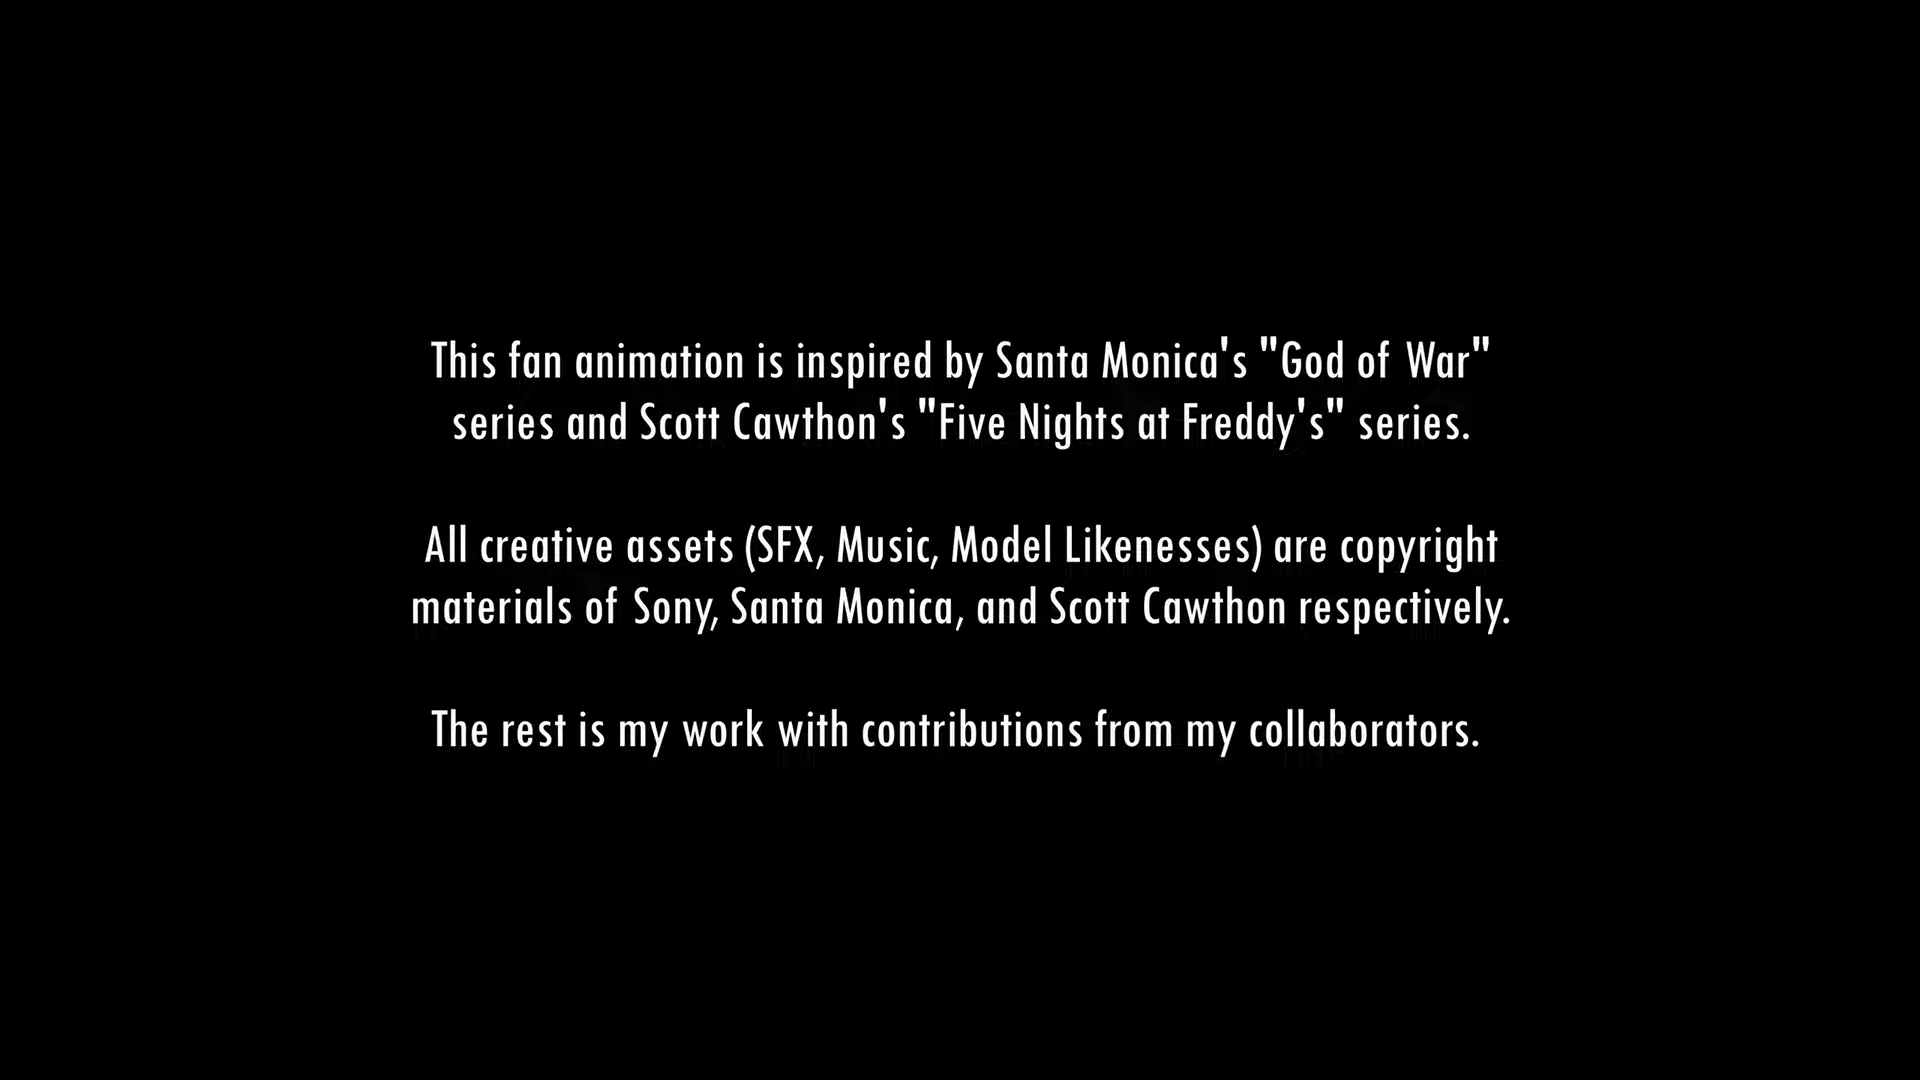 This fan animation is inspired by Santa Monica's "God of War"
series and Scott Cawthon's "Five Nights at Freddy's" series.
All creative assets (SFX, Music, Model Likenesses) are copyright
materials of Sony, Santa Monica, and Scott Cawthon respectively.
The rest is my work with contributions from my collaborators.